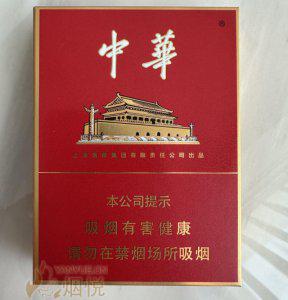 中華
®
上海烟草集团有限责任公司出品
本公司提示
吸烟有害健康
请勿在禁烟场所吸烟
YANYUE.CN
烟悦